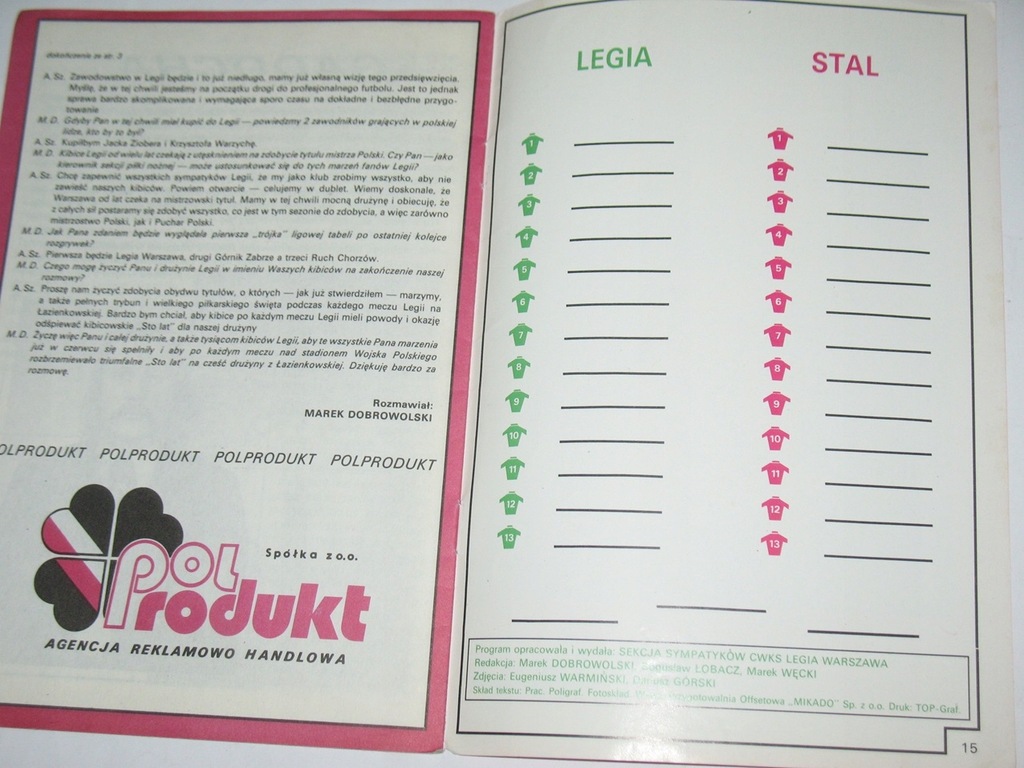 dokończenie ze str. 3
A. Sz. Zawodowstwo w Legii będzie i to już niedługo, mamy już własną wizję tego przedsięwzięcia.
Myślę, że w tej chwili jesteśmy na początku drogi do profesjonalnego futbolu. Jest to jednak
sprawa bardzo skomplikowana i wymagająca sporo czasu na dokładne i bezbłędne przygo-
towanie
M. D. Gdyby Pan w tej chwili miał kupić do Legii — powiedzmy 2 zawodników grających w polskiej
lidze, kto by to był?
A. Sz. Kupiłbym Jacka Ziobera i Krzysztofa Warzychę.
M. D. Kibice Legii od wielu lat czekają z utęsknieniem na zdobycie tytułu mistrza Polski. Czy Pan — jako
kierownik sekcji piłki nożnej — może ustosunkować się do tych marzeń fanów Legii?
A. Sz. Chcę zapewnić wszystkich sympatyków Legii, że my jako klub zrobimy wszystko, aby nie
zawieść naszych kibiców. Powiem otwarcie — celujemy w dublet. Wiemy doskonale, że
Warszawa od lat czeka na mistrzowski tytuł. Mamy w tej chwili mocną drużynę i obiecuję, że
z całych sił postaramy się zdobyć wszystko, co jest w tym sezonie do zdobycia, a więc zarówno
mistrzostwo Polski, jak i Puchar Polski.
M. D. Jak Pana zdaniem będzie wyglądała pierwsza „trójka" ligowej tabeli po ostatniej kolejce
rozgrywek?
A. Sz. Pierwsza będzie Legia Warszawa, drugi Górnik Zabrze a trzeci Ruch Chorzów.
M. D. Czego mogę życzyć Panu i drużynie Legii w imieniu Waszych kibiców na zakończenie naszej
rozmowy?
A. Sz. Proszę nam życzyć zdobycia obydwu tytułów, o których — jak już stwierdziłem — marzymy,
a także pełnych trybun i wielkiego piłkarskiego święta podczas każdego meczu Legii na
Łazienkowskiej. Bardzo bym chciał, aby kibice po każdym meczu Legii mieli powody i okazję
odśpiewać kibicowskie „Sto lat" dla naszej drużyny
M. D. Życzę więc Panu i całej drużynie, a także tysiącom kibiców Legii, aby te wszystkie Pana marzenia
już w czerwcu się spełniły i aby po każdym meczu nad stadionem Wojska Polskiego
rozbrzemiewało triumfalne „Sto lat" na cześć drużyny z Łazienkowskiej. Dziękuję bardzo za
rozmowę.
Rozmawiał:
MAREK DOBROWOLSKI
OLPRODUKT POLPRODUKT POLPRODUKT POLPRODUKT
pol
Produkt
Spółka z o.o.
AGENCJA REKLAMOWO HANDLOWA
LEGIA STAL
1 1
2 2
3 3
4 4
5 5
6 6
7 7
8 8
9 9
10 10
11 11
12 12
13 13
Program opracowała i wydała: SEKCJA SYMPATYKÓW CWKS LEGIA WARSZAWA
Redakcja: Marek DOBROWOLSKI, Bogusław ŁOBACZ, Marek WĘCKI
Zdjęcia: Eugeniusz WARMIŃSKI, Dariusz GÓRSKI
Skład tekstu: Prac. Poligraf. Fotoskład. Offsetowa „MIKADO" Sp. z o.o. Druk: TOP-Graf.
15